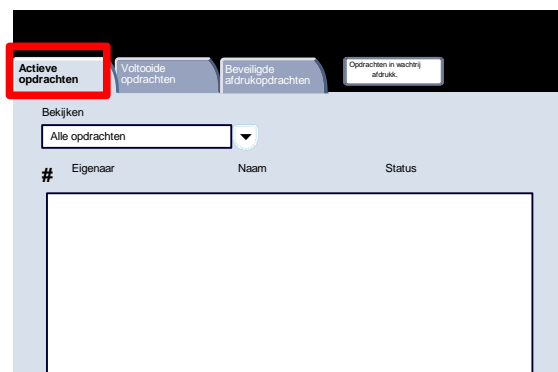 Actieve
opdrachten
Voltooide
opdrachten
Beveiligde
afdrukopdrachten
Opdrachten in wachtrij
afdrukk.
Bekijken
Alle opdrachten
# Eigenaar Naam Status